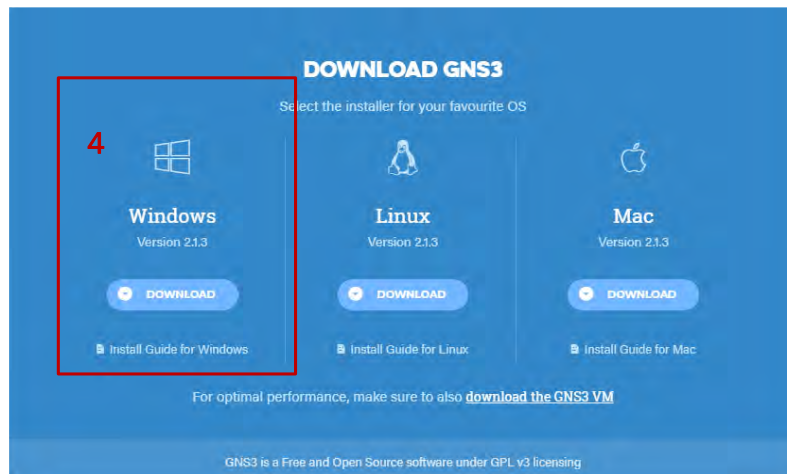 DOWNLOAD GNS3
Select the installer for your favourite OS
4
Windows
Version 2.1.3
DOWNLOAD
Install Guide for Windows
Linux
Version 2.1.3
DOWNLOAD
Install Guide for Linux
Mac
Version 2.1.3
DOWNLOAD
Install Guide for Mac
For optimal performance, make sure to also download the GNS3 VM
GNS3 is a Free and Open Source software under GPL v3 licensing